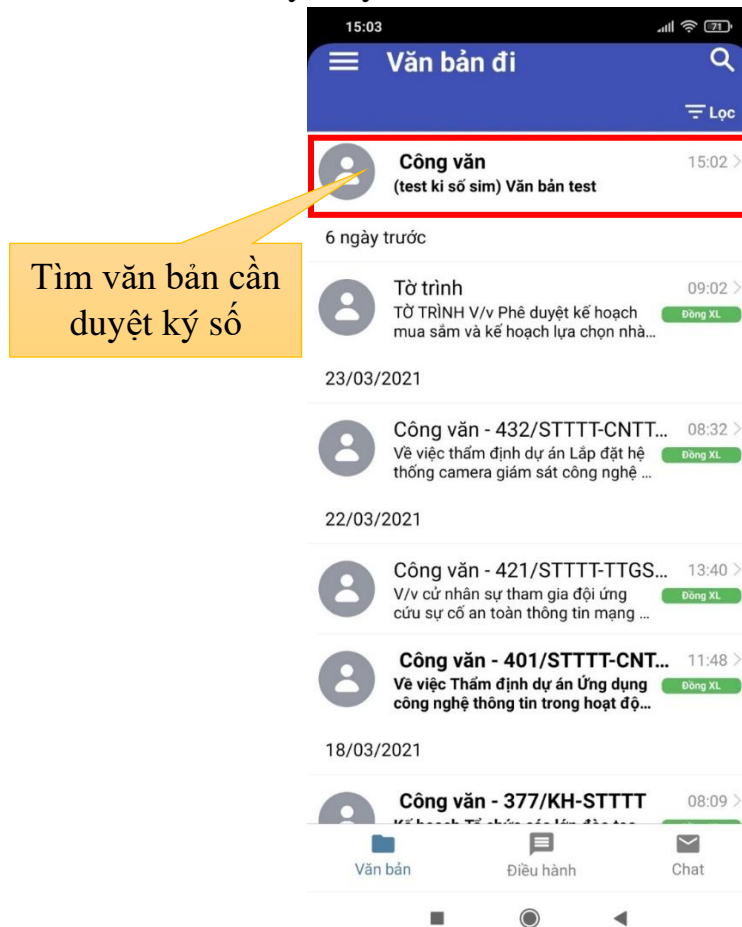 15:03
71
Văn bản đi
Lọc
Công văn 15:02
(test kí số sim) Văn bản test
Tìm văn bản cần
duyệt ký số
6 ngày trước
Tờ trình 09:02
TỜ TRÌNH V/v Phê duyệt kế hoạch Đồng XL
mua sắm và kế hoạch lựa chọn nhà...
23/03/2021
Công văn - 432/STTTT-CNTT... 08:32
Về việc thẩm định dự án Lắp đặt hệ Đồng XL
thống camera giám sát công nghệ ...
22/03/2021
Công văn - 421/STTTT-TTGS... 13:40
V/v cử nhân sự tham gia đội ứng Đồng XL
cứu sự cố an toàn thông tin mạng ...
Công văn - 401/STTTT-CNT... 11:48
Về việc Thẩm định dự án Ứng dụng Đồng XL
công nghệ thông tin trong hoạt độ...
18/03/2021
Công văn - 377/KH-STTTT 08:09
Văn bản Điều hành Chat